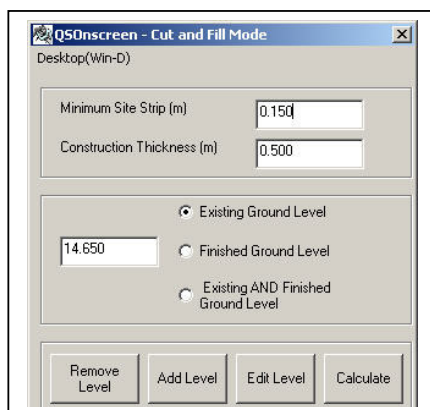 QSOnscreen - Cut and Fill Mode
Desktop(Win-D)
Minimum Site Strip (m) 0.150
Construction Thickness (m) 0.500
Existing Ground Level
14.650 Finished Ground Level
Existing AND Finished
Ground Level
Remove
Level Add Level Edit Level Calculate